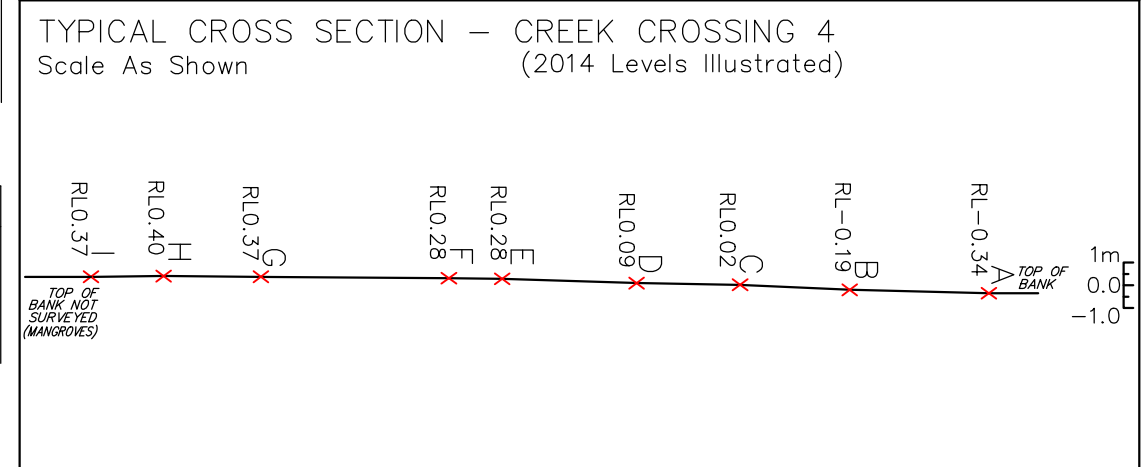 TYPICAL CROSS SECTION – CREEK CROSSING 4
Scale As Shown
(2014 Levels Illustrated)
RL0.37
I
RL0.40
H
RL0.37
G
RL0.28
F
RL0.28
E
RL0.09
D
RL0.02
C
RL-0.19
B
RL-0.34
A
TOP OF
BANK
1m
0.0
-1.0
TOP OF
BANK NOT
SURVEYED
(MANGROVES)